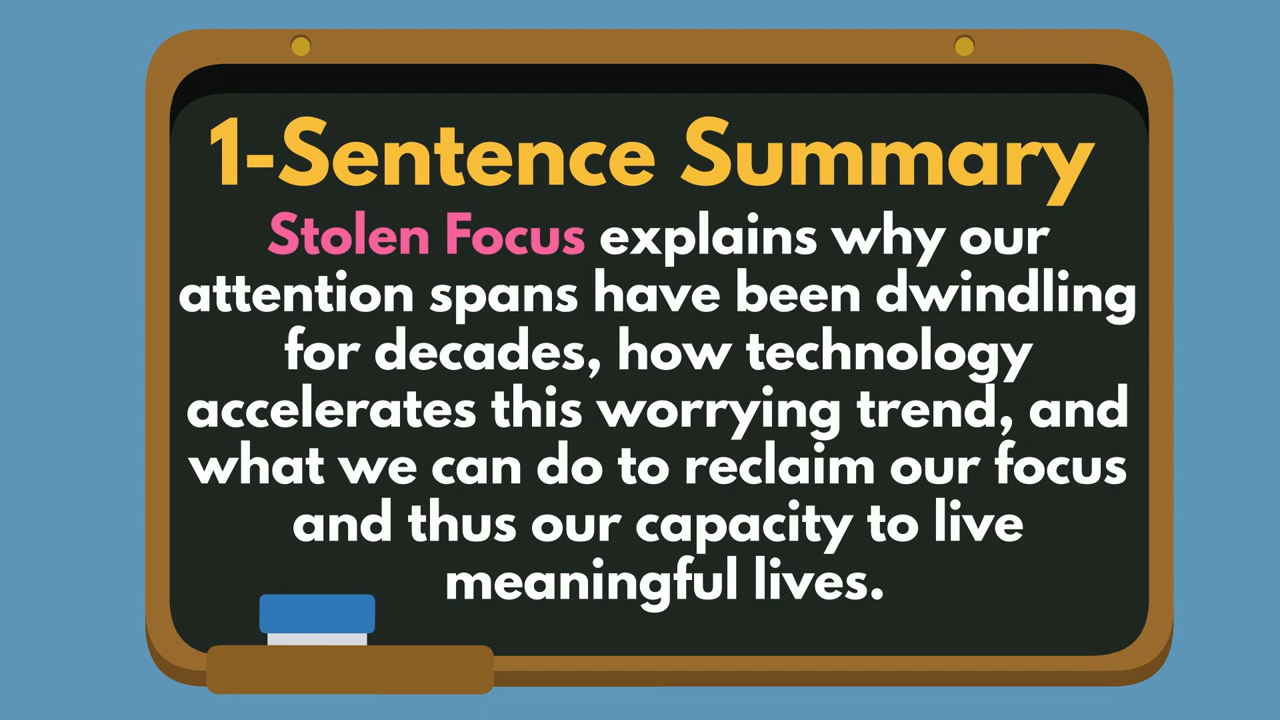 1-Sentence Summary
Stolen Focus explains why our
attention spans have been dwindling
for decades, how technology
accelerates this worrying trend, and
what we can do to reclaim our focus
and thus our capacity to live
meaningful lives.